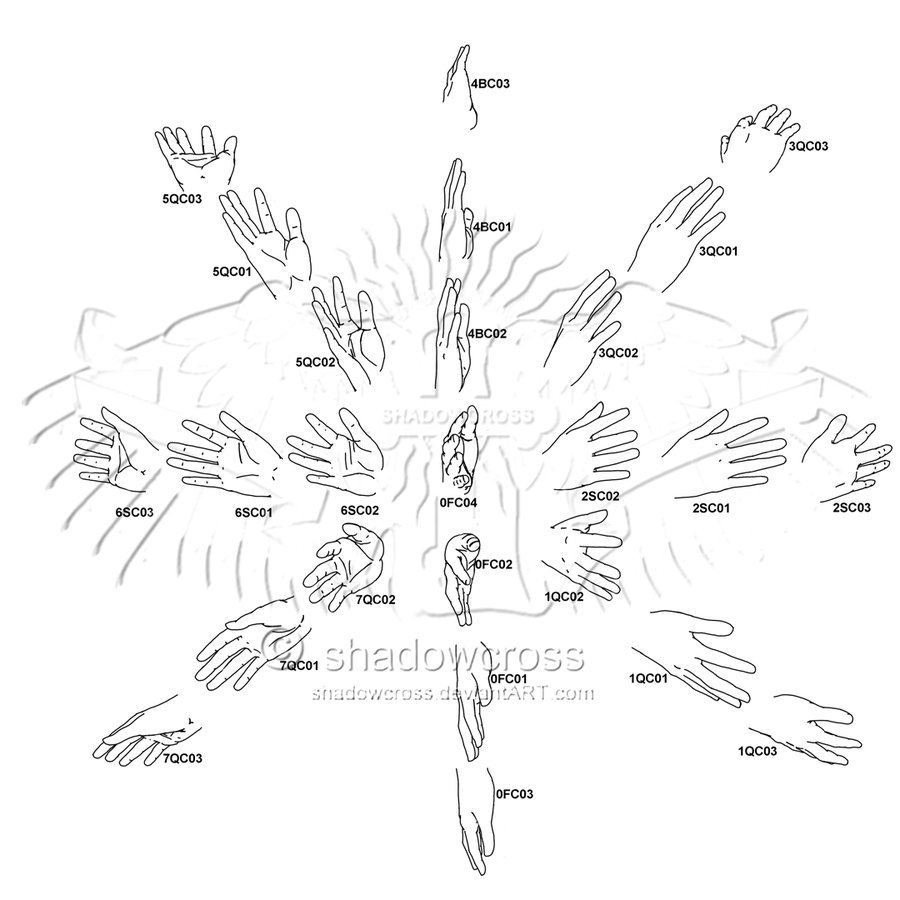 4BC03
3QC03
5QC03
4BC01
3QC01
5QC01
4BC02
3QC02
5QC02
SHADOWCROSS
0FC04
2SC02
6SC03
6SC01
6SC02
2SC01
2SC03
0FC02
1QC02
7QC02
© shadowcross
7QC01
0FC01
1QC01
shadowcross.deviantART.com
1QC03
7QC03
0FC03